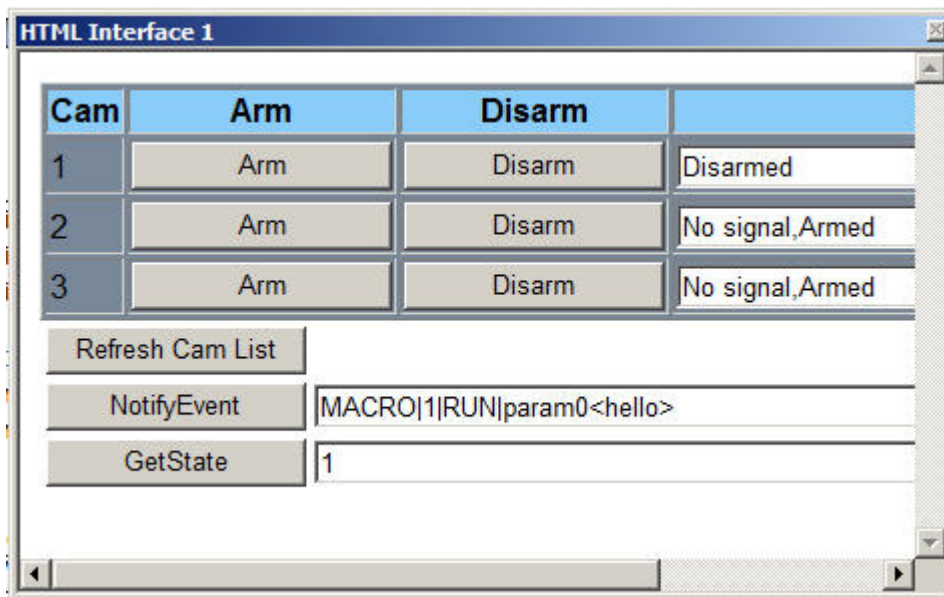 HTML Interface 1
Cam Arm Disarm
1 Arm Disarm Disarmed
2 Arm Disarm No signal,Armed
3 Arm Disarm No signal,Armed
Refresh Cam List
NotifyEvent MACRO|1|RUN|param0<hello>
GetState 1